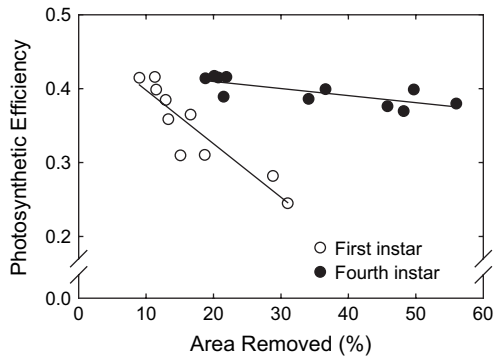 0.5
0.4
0.3
0.2
0.0
Photosynthetic Efficiency
First instar
Fourth instar
0 10 20 30 40 50 60
Area Removed (%)